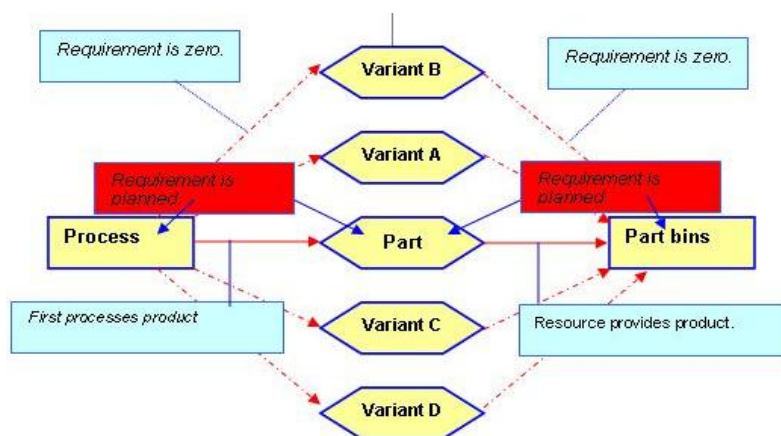 Requirement is zero.
Variant B
Requirement is zero.
Variant A
Requirement is
planned
Requirement is
planned
Process
Part
Part bins
First processes product
Variant C
Resource provides product.
Variant D